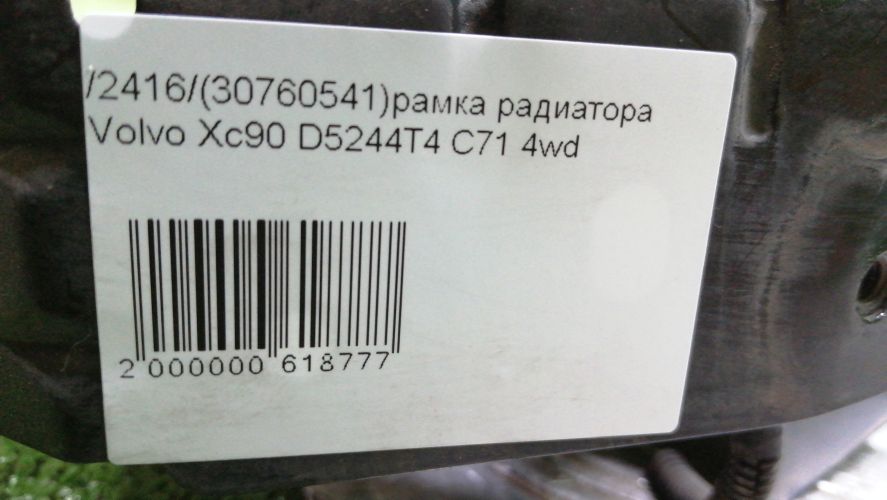 /2416/(30760541)рамка радиатора
Volvo Xc90 D5244T4 C71 4wd
2 000000 618777